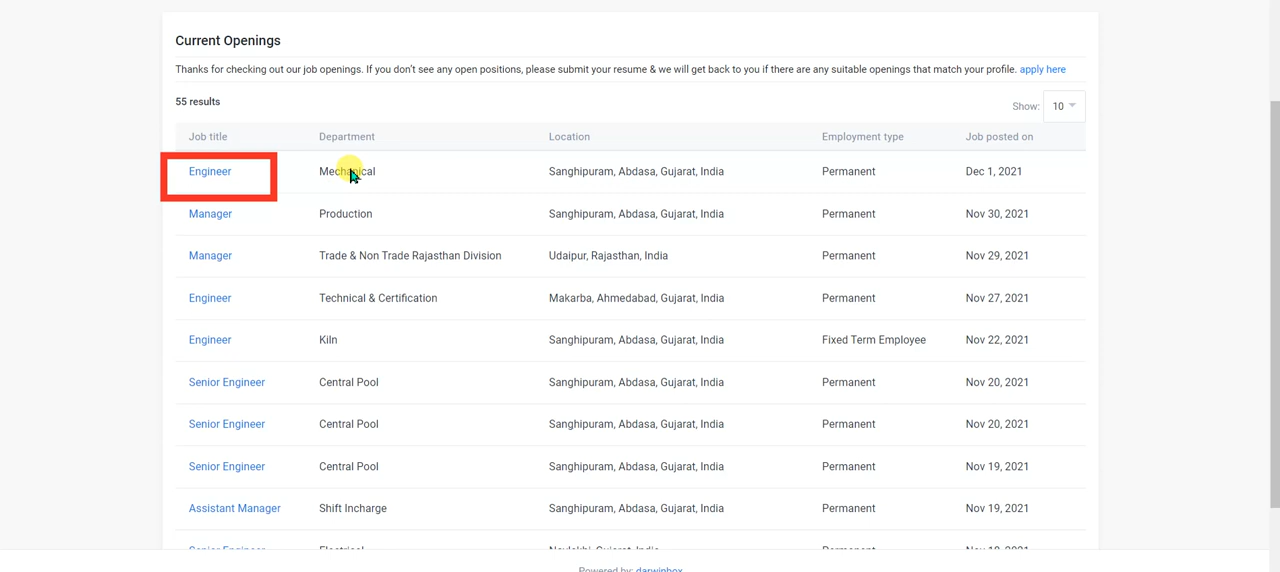 Current Openings
Thanks for checking out our job openings. If you don't see any open positions, please submit your resume & we will get back to you if there are any suitable openings that match your profile. apply here
55 results
Show: 10
Job title Department Location Employment type Job posted on
Engineer Mechanical Sanghipuram, Abdasa, Gujarat, India Permanent Dec 1, 2021
Manager Production Sanghipuram, Abdasa, Gujarat, India Permanent Nov 30, 2021
Manager Trade & Non Trade Rajasthan Division Udaipur, Rajasthan, India Permanent Nov 29, 2021
Engineer Technical & Certification Makarba, Ahmedabad, Gujarat, India Permanent Nov 27, 2021
Engineer Kiln Sanghipuram, Abdasa, Gujarat, India Fixed Term Employee Nov 22, 2021
Senior Engineer Central Pool Sanghipuram, Abdasa, Gujarat, India Permanent Nov 20, 2021
Senior Engineer Central Pool Sanghipuram, Abdasa, Gujarat, India Permanent Nov 20, 2021
Senior Engineer Central Pool Sanghipuram, Abdasa, Gujarat, India Permanent Nov 19, 2021
Assistant Manager Shift Incharge Sanghipuram, Abdasa, Gujarat, India Permanent Nov 19, 2021
Senior Engineer Electrical Gujarat, India Permanent
Powered by: darwinbox